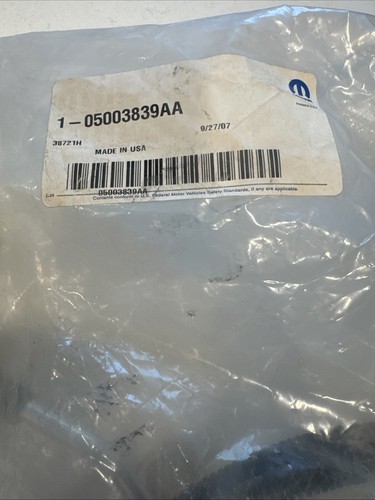 1-05003839AA
38721H
9/27/07
MADE IN USA
05003839AA
Contents conform to U.S. Federal Motor Vehicles Safety Standards, if any are applicable.